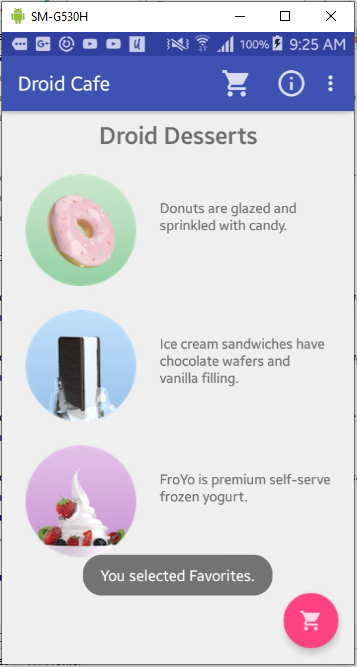 SM-G530H
100% 9:25 AM
Droid Cafe
Droid Desserts
Donuts are glazed and
sprinkled with candy.
Ice cream sandwiches have
chocolate wafers and
vanilla filling.
FroYo is premium self-serve
frozen yogurt.
You selected Favorites.